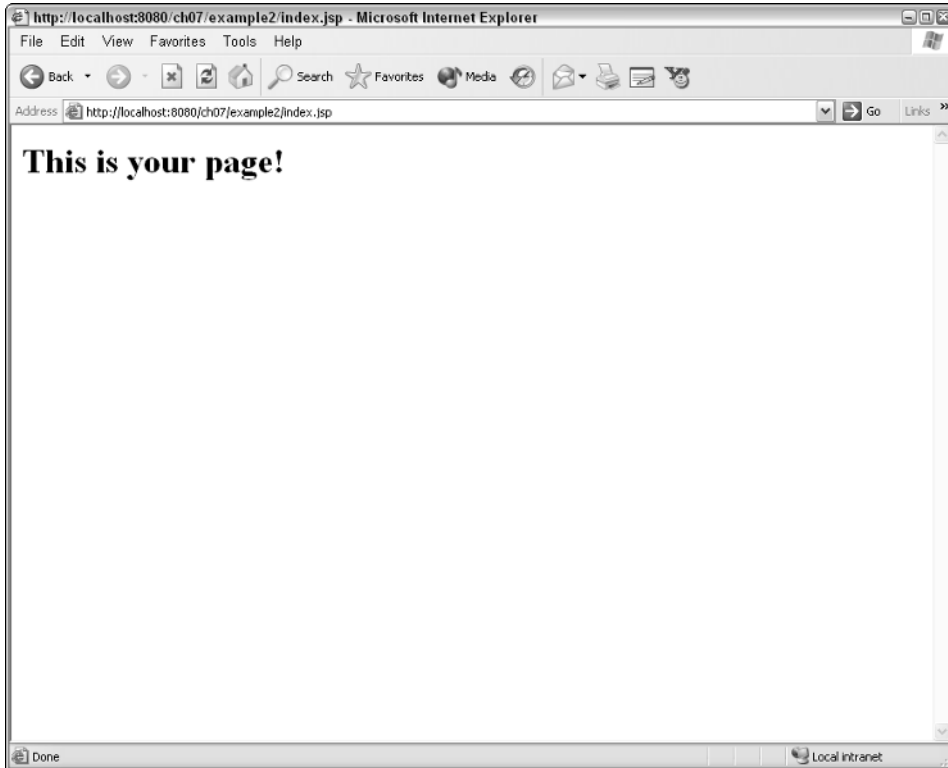 http://localhost:8080/ch07/example2/index.jsp - Microsoft Internet Explorer
File Edit View Favorites Tools Help
Back Search Favorites Media
Address http://localhost:8080/ch07/example2/index.jsp Go Links »
This is your page!
Done Local intranet